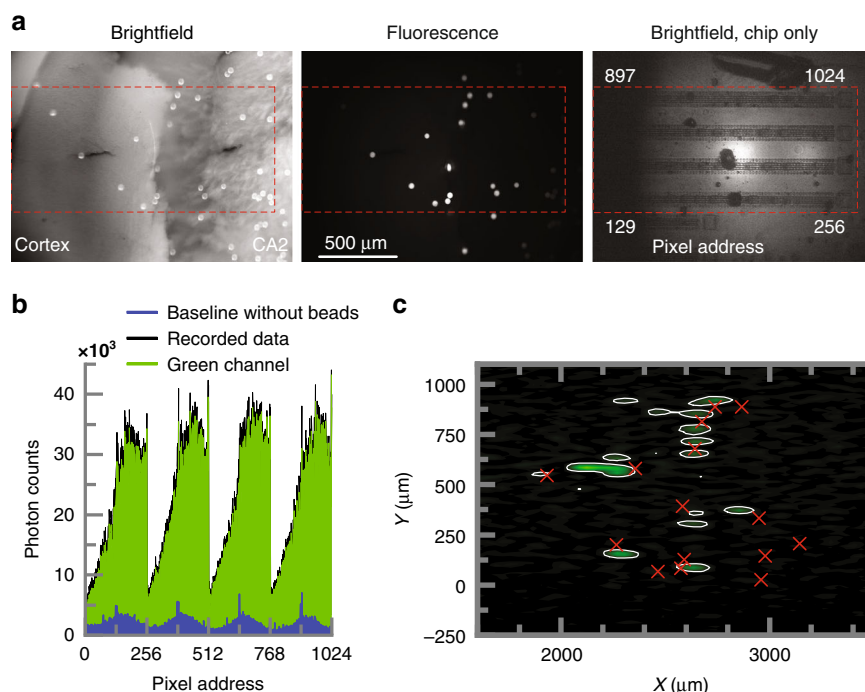 a
Brightfield
Fluorescence
Brightfield, chip only
897
1024
Cortex
CA2
500 μm
129
256
Pixel address
b
Baseline without beads
Recorded data
Green channel
×10³
40
30
20
10
0
Photon counts
0
256
512
768
1024
Pixel address
c
1000
750
500
250
0
–250
Y (μm)
2000
3000
X (μm)